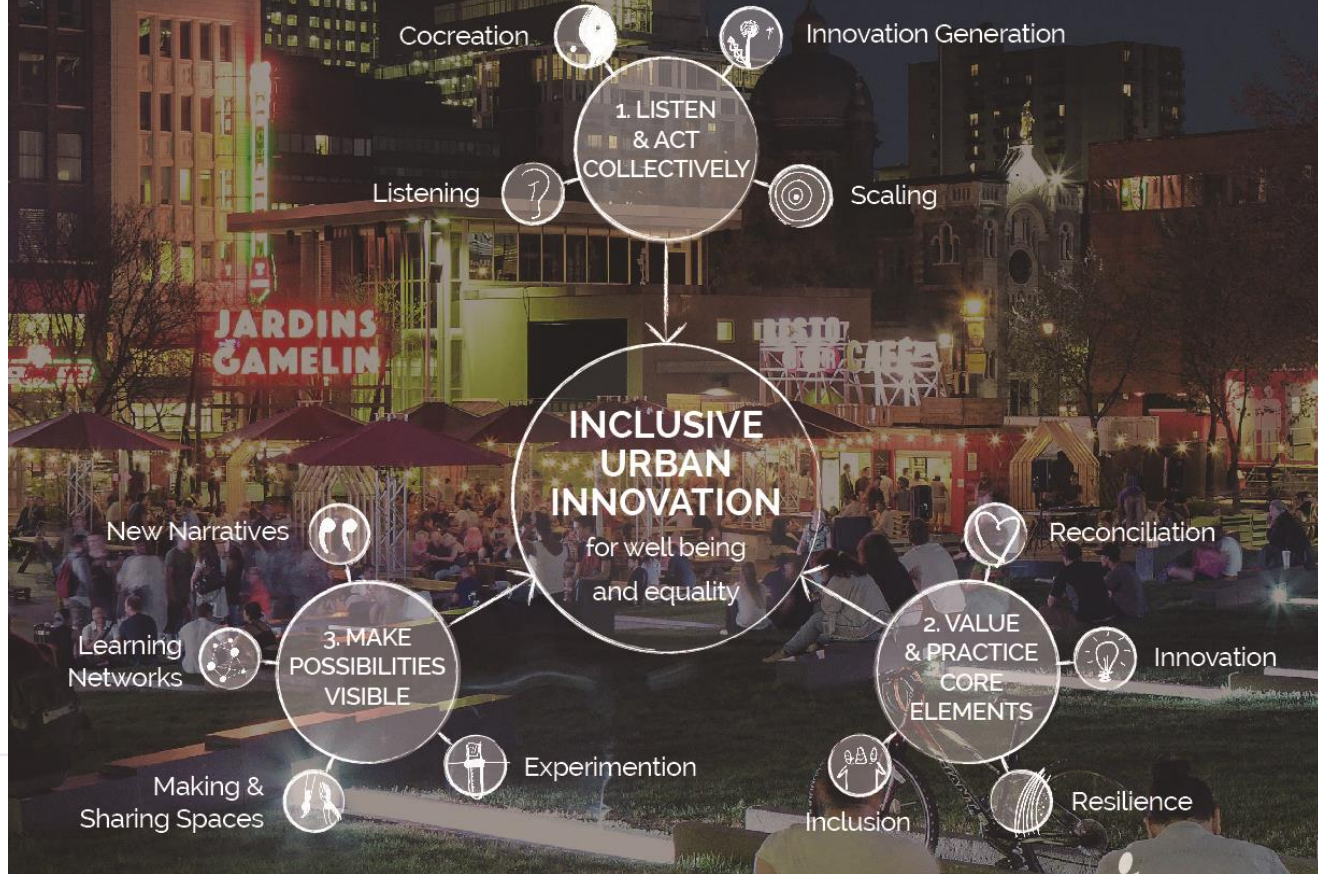 Cocreation
Innovation Generation
1. LISTEN
& ACT
COLLECTIVELY
Listening
Scaling
JARDINS
GAMELIN
RESTO
CAFÉ
INCLUSIVE
URBAN
INNOVATION
for well being
and equality
New Narratives
Reconciliation
Learning
Networks
3. MAKE
POSSIBILITIES
VISIBLE
2. VALUE
& PRACTICE
CORE
ELEMENTS
Innovation
Making &
Sharing Spaces
Experimention
Inclusion
Resilience